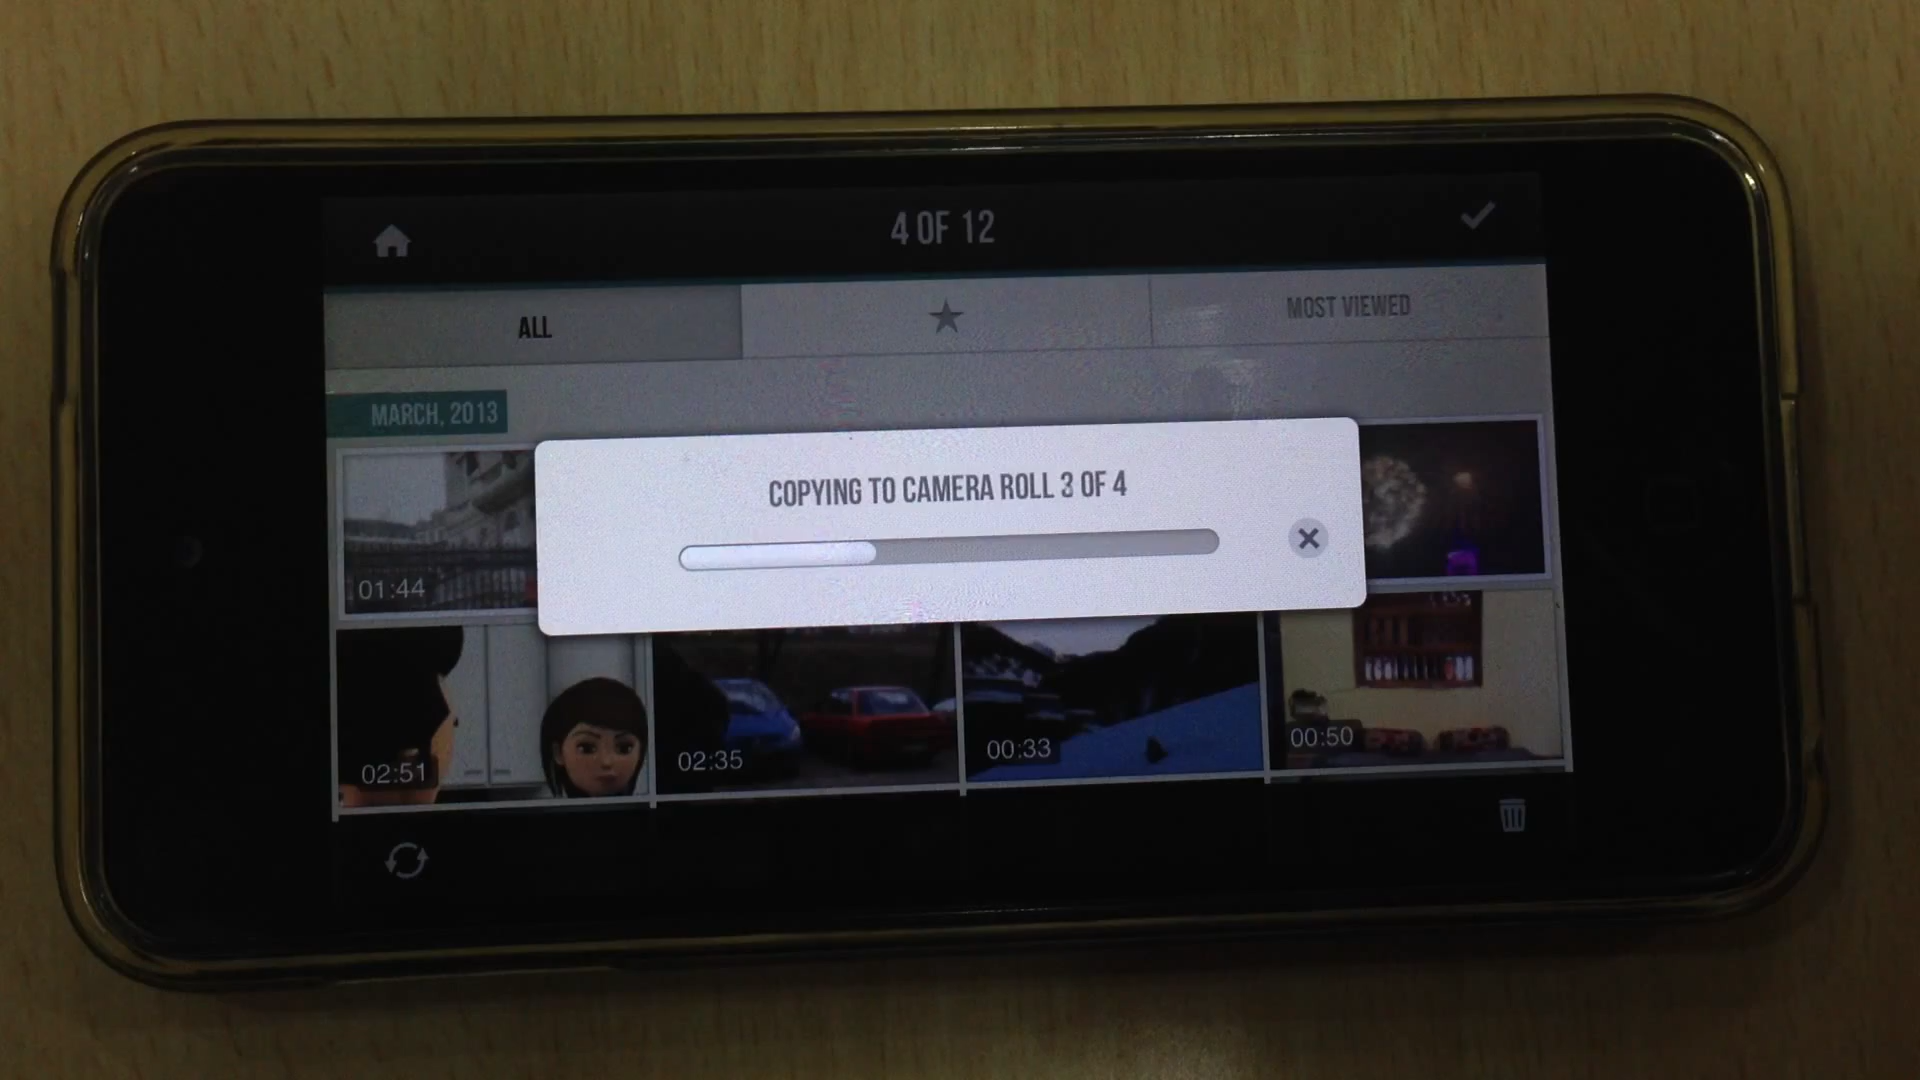 4 OF 12
ALL
MOST VIEWED
MARCH, 2013
COPYING TO CAMERA ROLL 3 OF 4
01:44
02:51
02:35
00:33
00:50